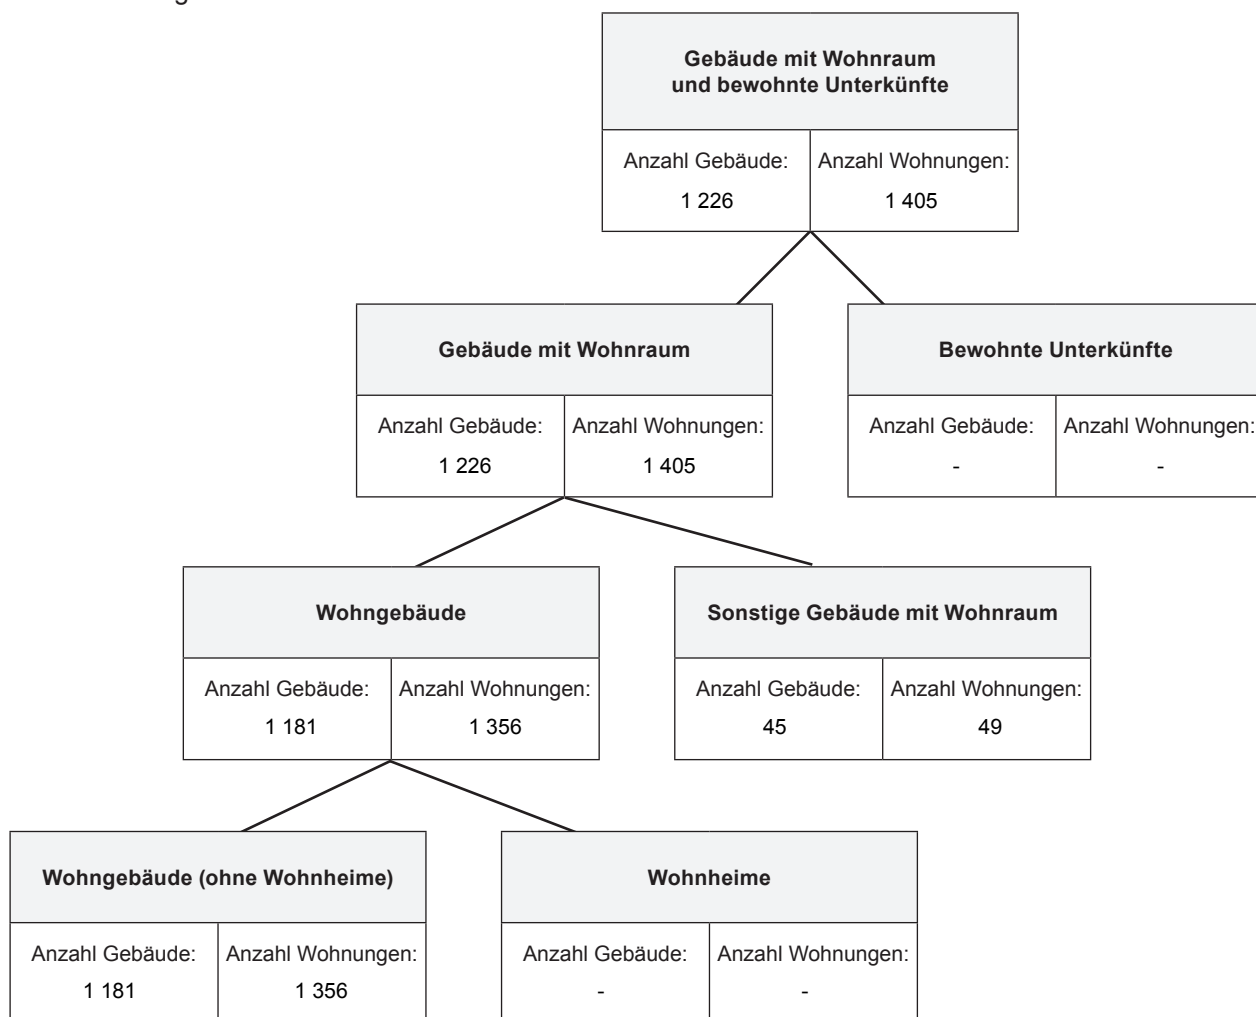 Gebäude mit Wohnraum
und bewohnte Unterkünfte
Anzahl Gebäude: Anzahl Wohnungen:
1 226 1 405
Gebäude mit Wohnraum Bewohnte Unterkünfte
Anzahl Gebäude: Anzahl Wohnungen: Anzahl Gebäude: Anzahl Wohnungen:
1 226 1 405 - -
Wohngebäude Sonstige Gebäude mit Wohnraum
Anzahl Gebäude: Anzahl Wohnungen: Anzahl Gebäude: Anzahl Wohnungen:
1 181 1 356 45 49
Wohngebäude (ohne Wohnheime) Wohnheime
Anzahl Gebäude: Anzahl Wohnungen: Anzahl Gebäude: Anzahl Wohnungen:
1 181 1 356 - -